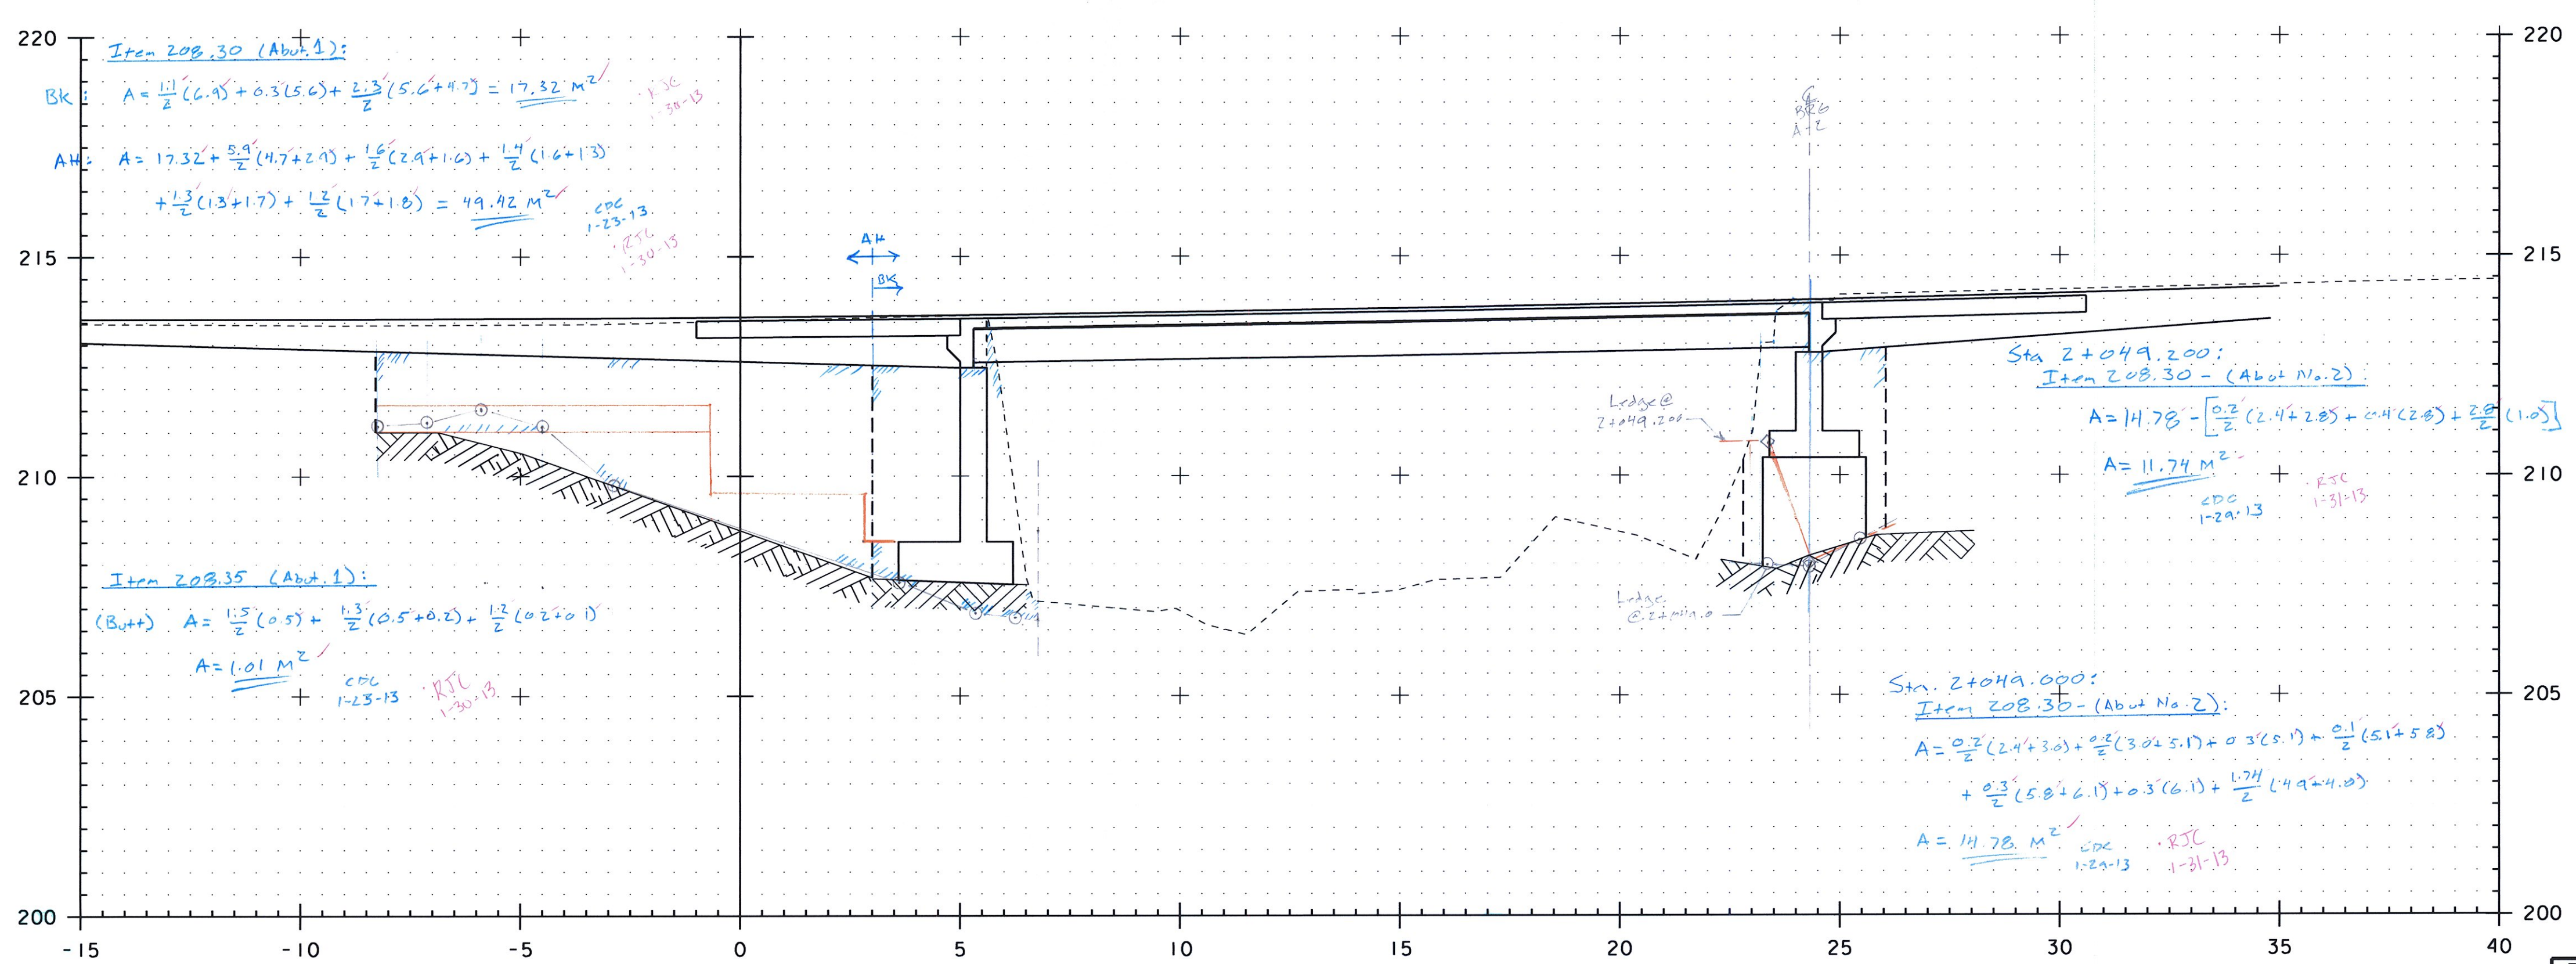 220
Item 208.30 (Abut.1):
BK: A = 1.1/2 (6.9) + 0.3(5.6) + 2.3/2 (5.6+4.7) = 17.32 M²
RJC
1-30-13
AH: A = 17.32 + 5.9/2 (4.7+2.9) + 1.6/2 (2.9+1.6) + 1.4/2 (1.6+1.3)
+ 1.3/2 (1.3+1.7) + 1.2/2 (1.7+1.8) = 49.42 M²
CDC
1-23-13
RJC
1-30-13
215
AH
BK
℄
BRG
A-2
220
215
Ledge @
2+049.200
Sta 2+049.200:
Item 208.30 - (Abut No.2)
A = 14.78 - [0.2/2 (2.4+2.8) + 0.4(2.8) + 2.8/2 (1.0)]
A = 11.74 M²
CDC
1-29-13
RJC
1-31-13
210
210
Item 208.35 (Abut.1):
(Butt) A = 1.5/2 (0.5) + 1.3/2 (0.5+0.2) + 1.2/2 (0.2+0.1)
A = 1.01 M²
CDC
1-23-13
RJC
1-30-13
Ledge
205
205
Sta. 2+049.000:
Item 208.30 - (Abut No.2):
A = 0.2/2 (2.4+3.0) + 0.2/2 (3.0+5.1) + 0.3(5.1) + 0.1/2 (5.1+5.8)
+ 0.3/2 (5.8+6.1) + 0.3(6.1) + 1.74/2 (4.9+4.0)
A = 14.78 M²
CDC
1-29-13
RJC
1-31-13
200
200
-15 -10 -5 0 5 10 15 20 25 30 35 40